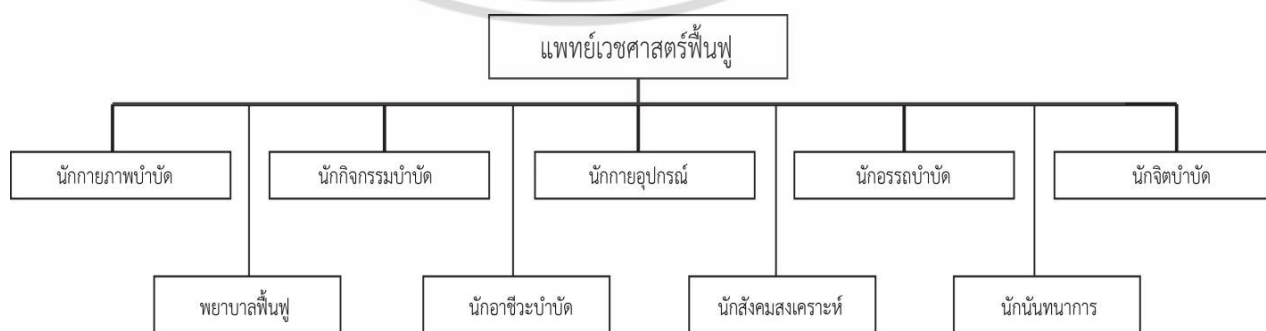 แพทย์เวชศาสตร์ฟื้นฟู
นักกายภาพบำบัด
นักกิจกรรมบำบัด
นักกายอุปกรณ์
นักอรรถบำบัด
นักจิตบำบัด
พยาบาลฟื้นฟู
นักอาชีวะบำบัด
นักสังคมสงเคราะห์
นักนันทนาการ